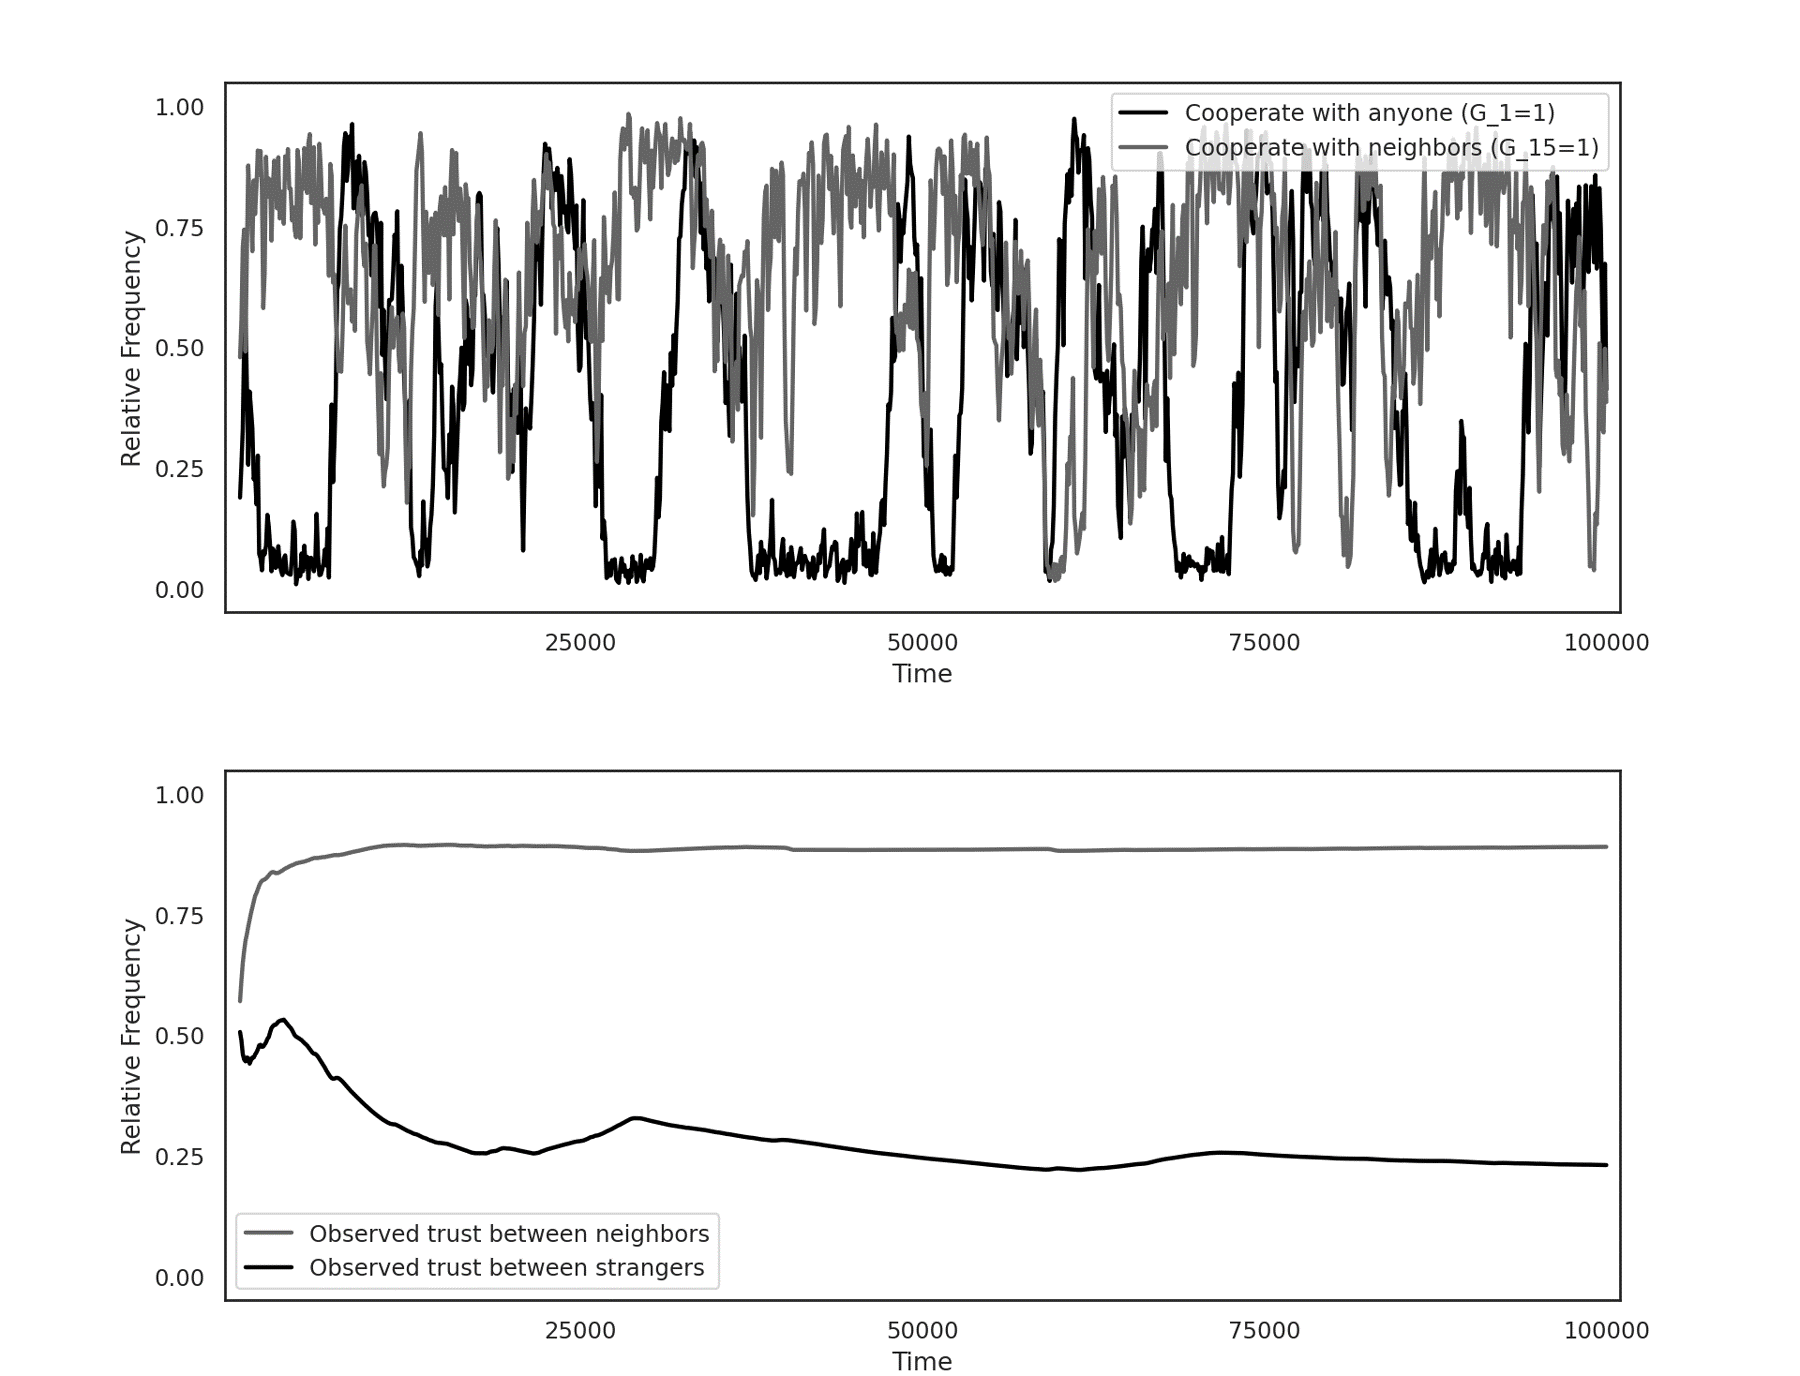 1.00
0.75
0.50
0.25
0.00
Relative Frequency
Cooperate with anyone (G_1=1)
Cooperate with neighbors (G_15=1)
25000 50000 75000 100000
Time
1.00
0.75
0.50
0.25
0.00
Relative Frequency
Observed trust between neighbors
Observed trust between strangers
25000 50000 75000 100000
Time